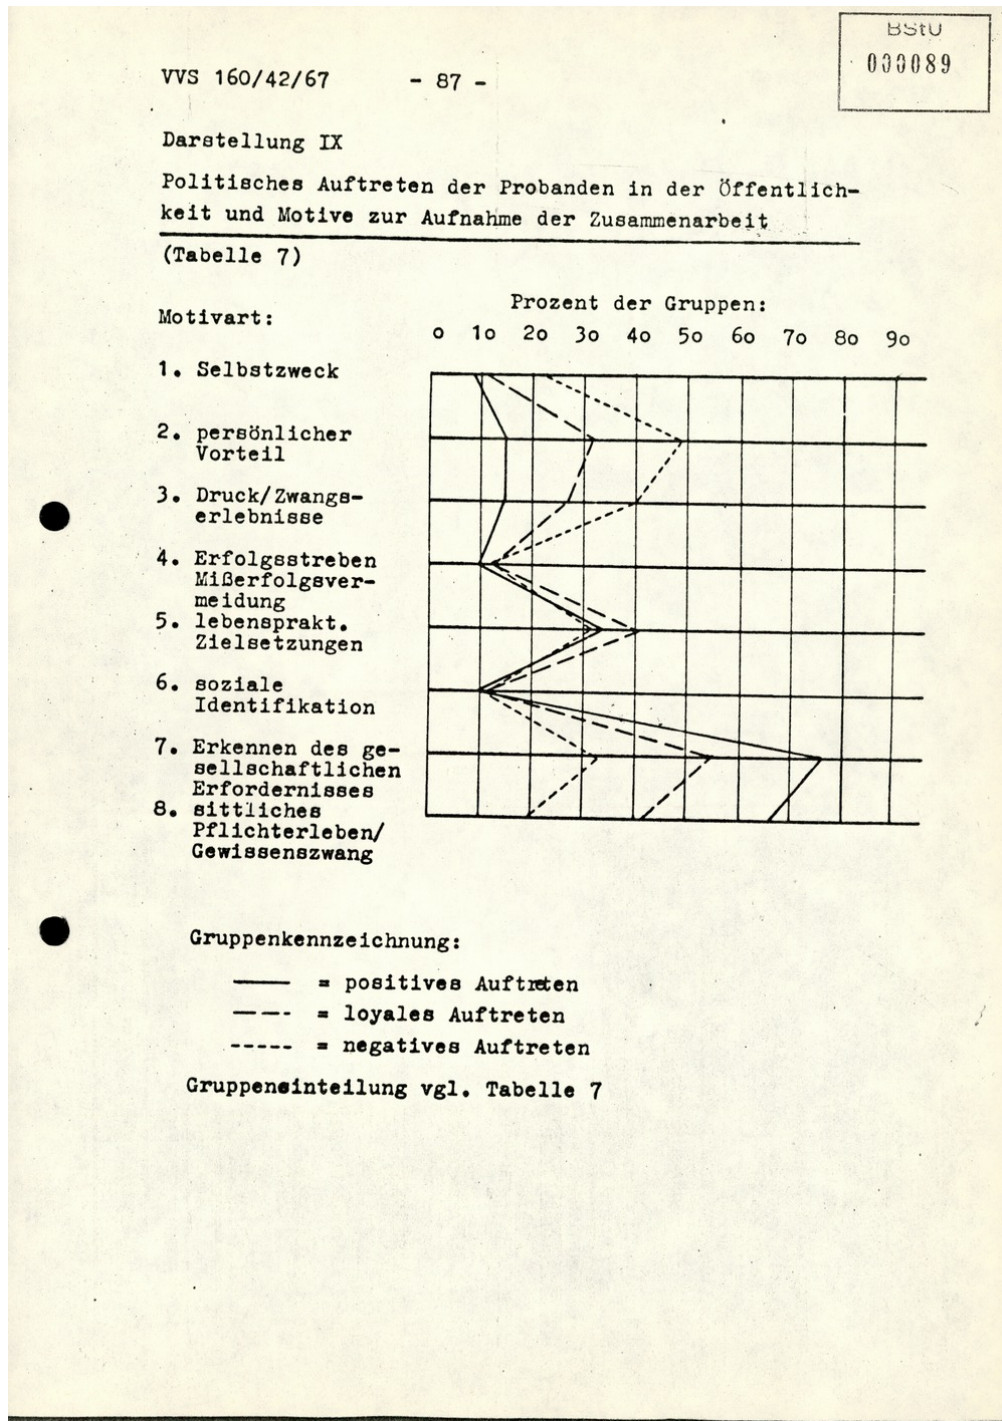 BStU
000089
VVS 160/42/67 - 87 -
Darstellung IX
Politisches Auftreten der Probanden in der Öffentlich-
keit und Motive zur Aufnahme der Zusammenarbeit
(Tabelle 7)
Prozent der Gruppen:
Motivart:
o 1o 2o 3o 4o 5o 6o 7o 8o 9o
1. Selbstzweck
2. persönlicher
Vorteil
3. Druck/Zwangs-
erlebnisse
4. Erfolgsstreben
Mißerfolgsver-
meidung
5. lebensprakt.
Zielsetzungen
6. soziale
Identifikation
7. Erkennen des ge-
sellschaftlichen
Erfordernisses
8. sittliches
Pflichterleben/
Gewissenszwang
Gruppenkennzeichnung:
= positives Auftreten
= loyales Auftreten
= negatives Auftreten
Gruppeneinteilung vgl. Tabelle 7